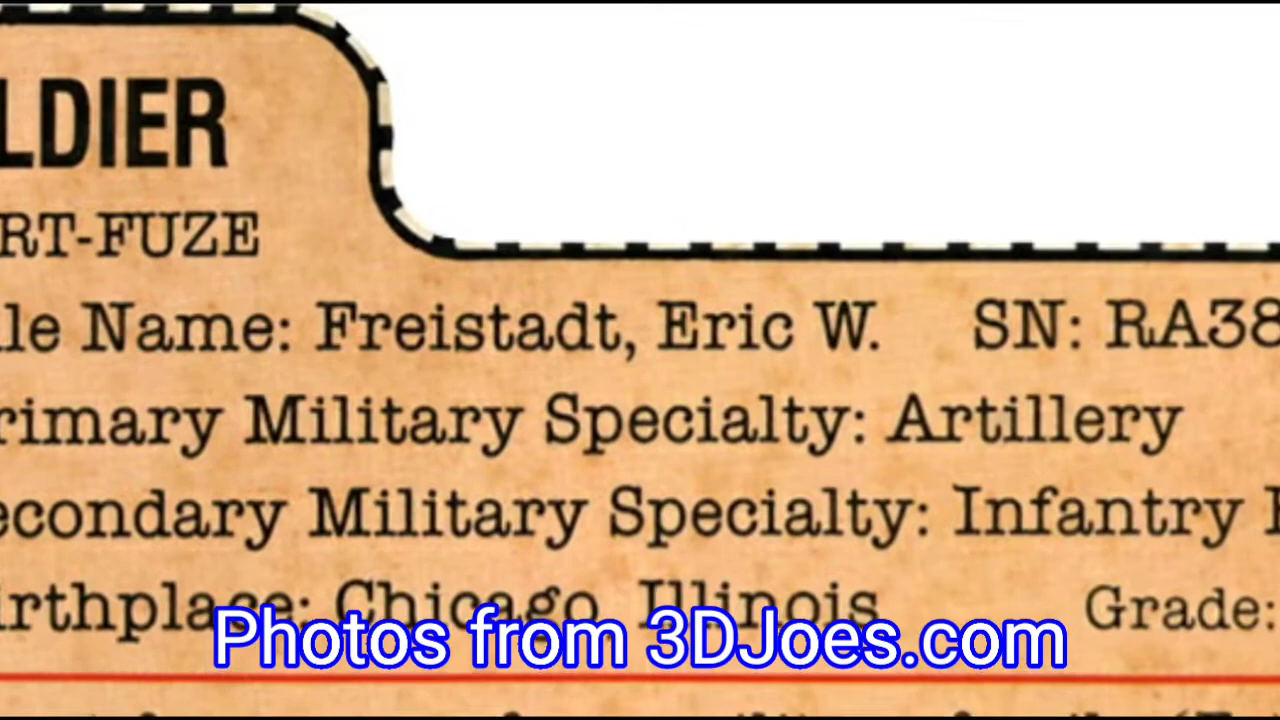 LDIER
RT-FUZE
le Name: Freistadt, Eric W. SN: RA38
rimary Military Specialty: Artillery
econdary Military Specialty: Infantry
irthplace: Chicago, Illinois Grade:
Photos from 3DJoes.com